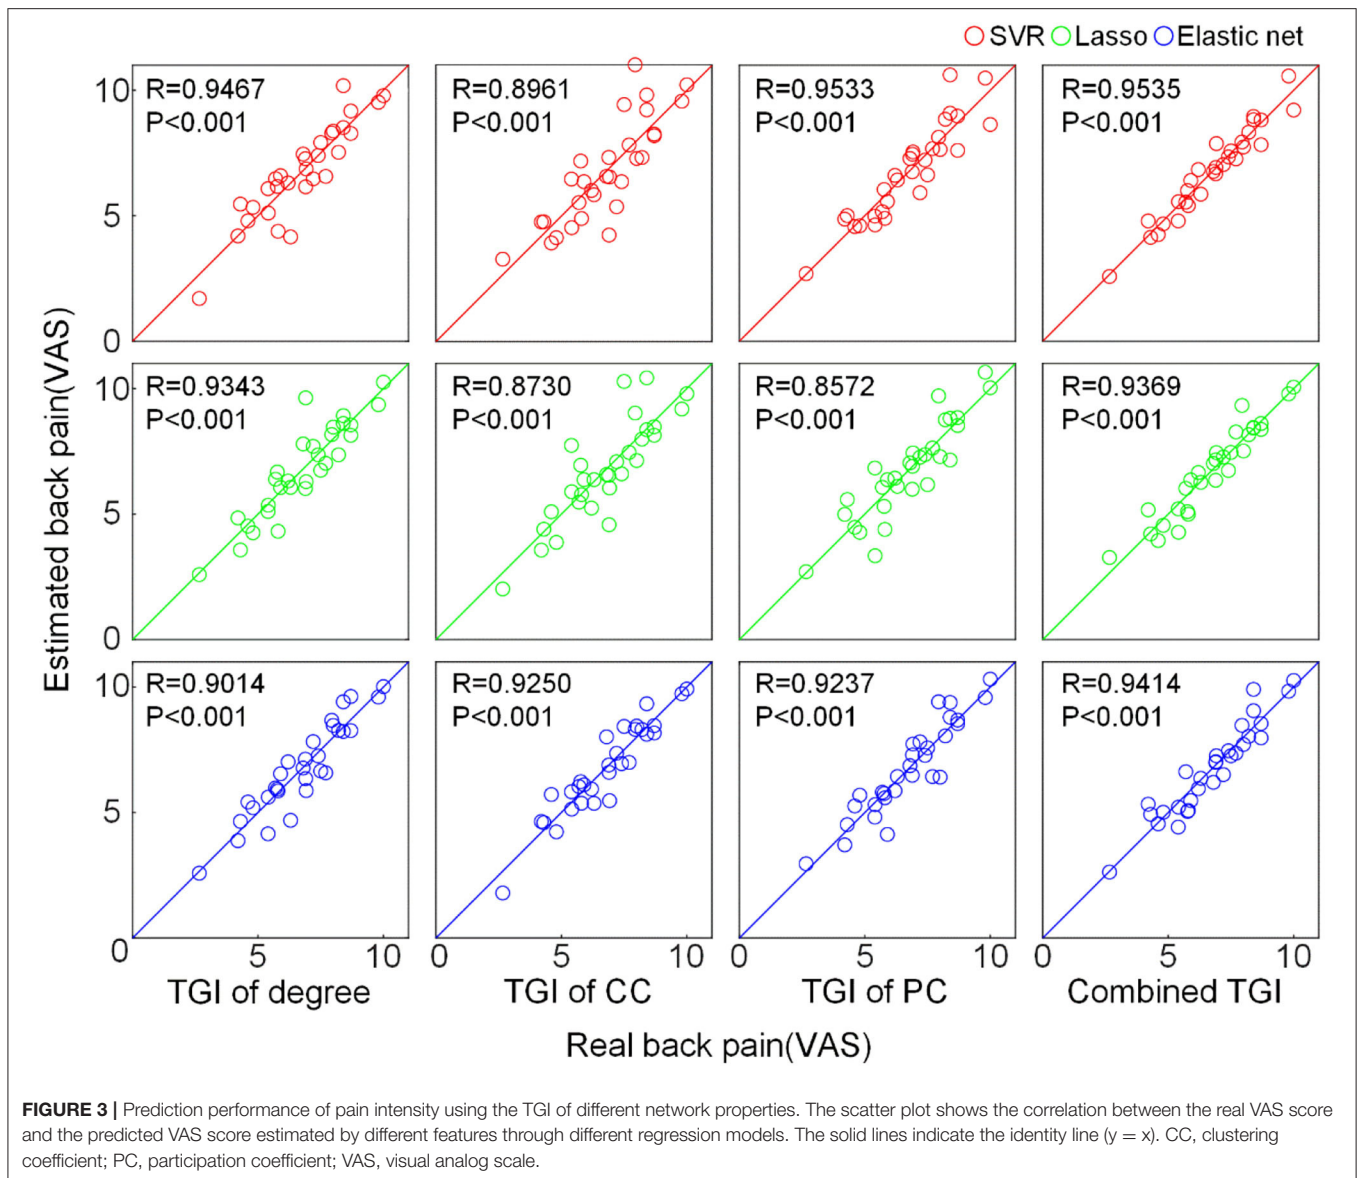 SVR Lasso Elastic net
R=0.9467
P<0.001
R=0.8961
P<0.001
R=0.9533
P<0.001
R=0.9535
P<0.001
10
5
0
R=0.9343
P<0.001
R=0.8730
P<0.001
R=0.8572
P<0.001
R=0.9369
P<0.001
10
5
0
R=0.9014
P<0.001
R=0.9250
P<0.001
R=0.9237
P<0.001
R=0.9414
P<0.001
10
5
0
Estimated back pain(VAS)
5 10 0 5 10 0 5 10 0 5 10
TGI of degree TGI of CC TGI of PC Combined TGI
Real back pain(VAS)
FIGURE 3 | Prediction performance of pain intensity using the TGI of different network properties. The scatter plot shows the correlation between the real VAS score
and the predicted VAS score estimated by different features through different regression models. The solid lines indicate the identity line (y = x). CC, clustering
coefficient; PC, participation coefficient; VAS, visual analog scale.